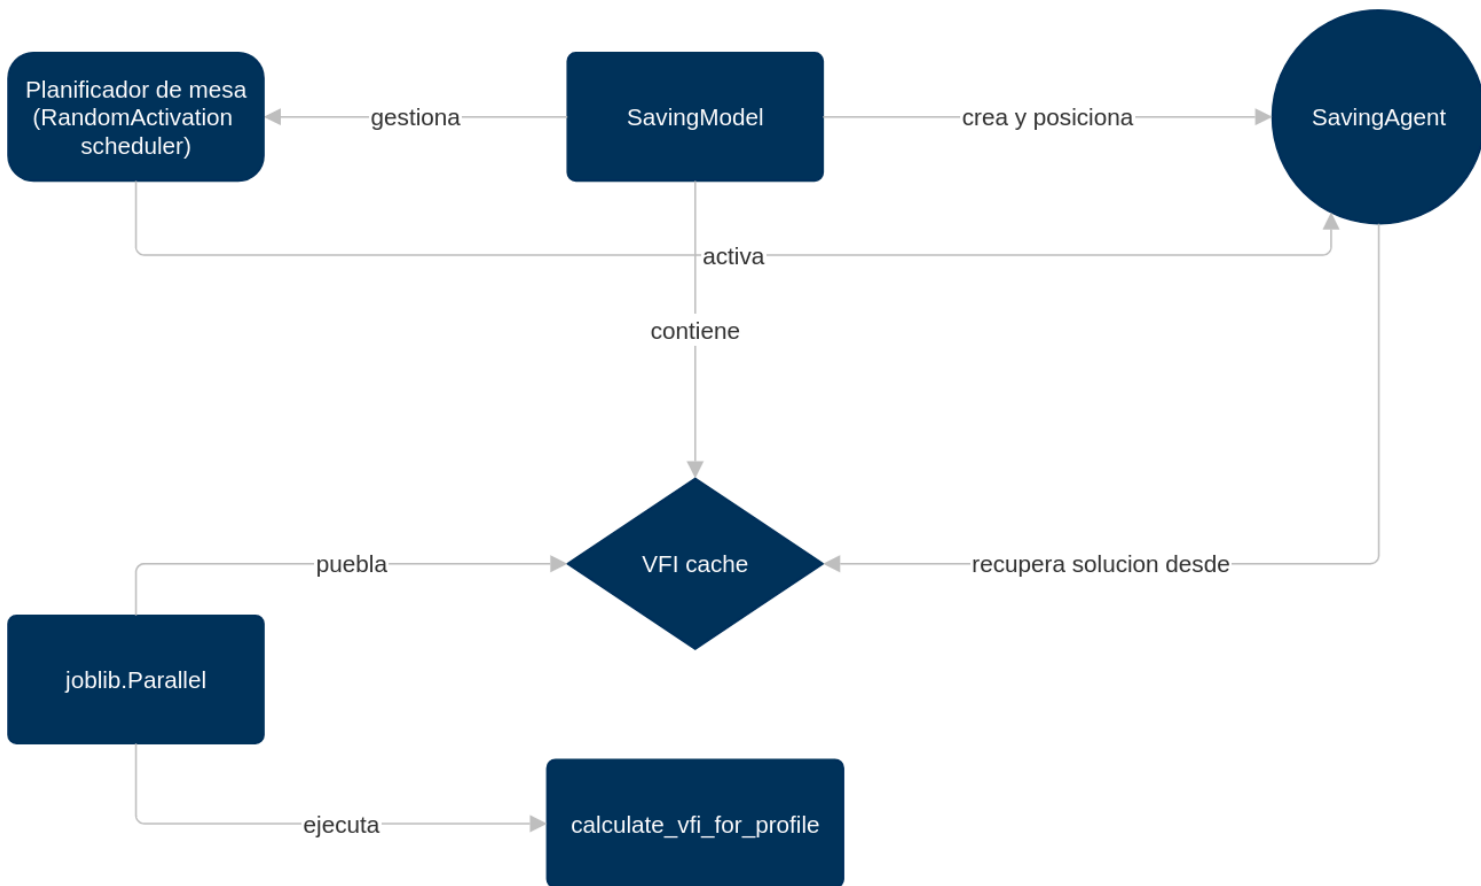 Planificador de mesa
(RandomActivation
scheduler)
gestiona
SavingModel
crea y posiciona
SavingAgent
activa
contiene
puebla
VFI cache
recupera solucion desde
joblib.Parallel
ejecuta
calculate_vfi_for_profile